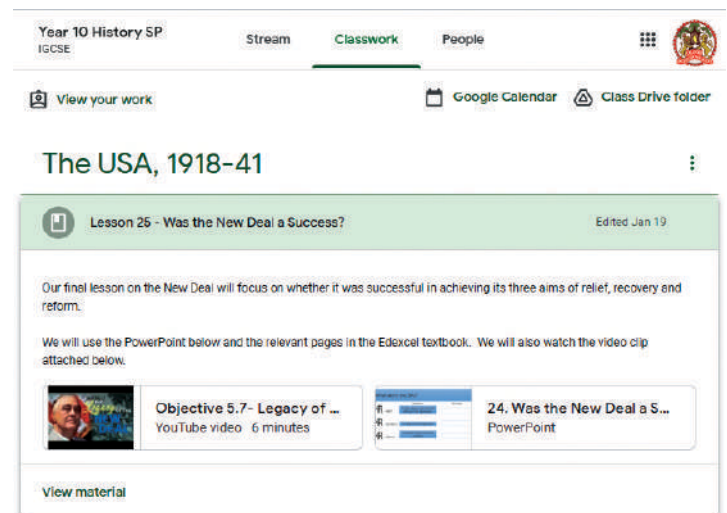 Year 10 History SP
IGCSE
Stream
Classwork
People
View your work
Google Calendar
Class Drive folder
The USA, 1918-41
Lesson 25 - Was the New Deal a Success?
Edited Jan 19
Our final lesson on the New Deal will focus on whether it was successful in achieving its three aims of relief, recovery and
reform.
We will use the PowerPoint below and the relevant pages in the Edexcel textbook. We will also watch the video clip
attached below.
Objective 5.7- Legacy of ...
YouTube video 6 minutes
24. Was the New Deal a S...
PowerPoint
View material